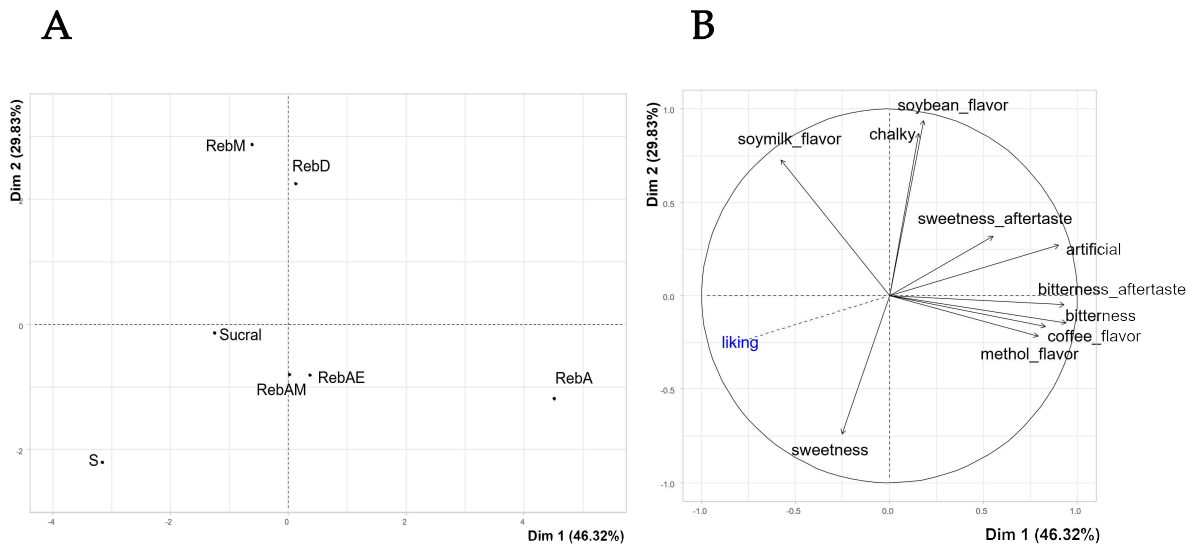 A
B
Dim 2 (29.83%)
RebM
RebD
Sucral
RebAM
RebAE
RebA
S
2
0
-2
-4
-2
0
2
4
Dim 1 (46.32%)
Dim 2 (29.83%)
soybean_flavor
chalky
soymilk_flavor
sweetness_aftertaste
artificial
bitterness_aftertaste
bitterness
coffee_flavor
methol_flavor
liking
sweetness
1.0
0.5
0.0
-0.5
-1.0
-1.0
-0.5
0.0
0.5
1.0
Dim 1 (46.32%)